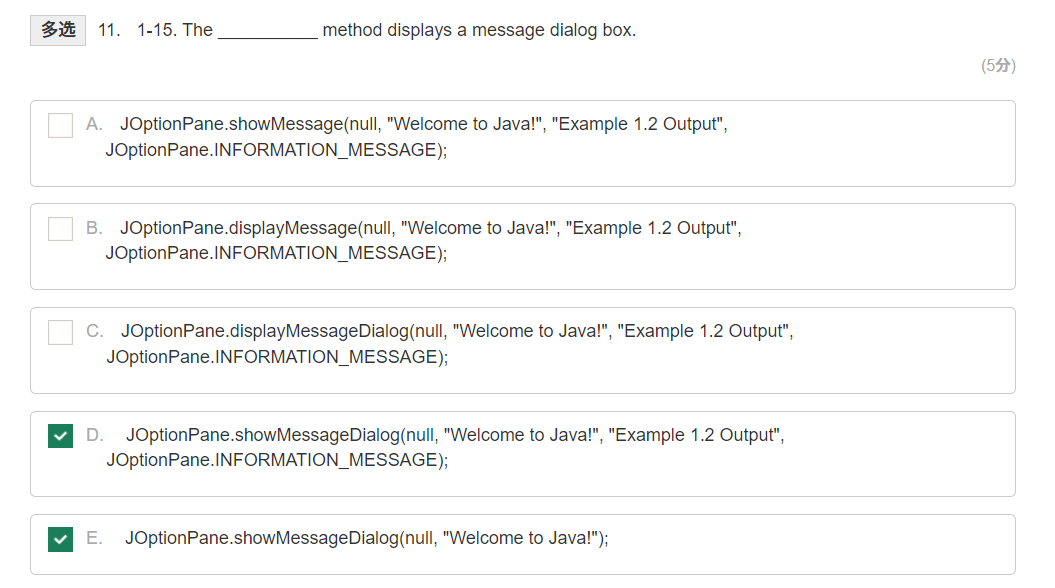 多选 11. 1-15. The ___________ method displays a message dialog box.
(5分)
A. JOptionPane.showMessage(null, "Welcome to Java!", "Example 1.2 Output",
JOptionPane.INFORMATION_MESSAGE);
B. JOptionPane.displayMessage(null, "Welcome to Java!", "Example 1.2 Output",
JOptionPane.INFORMATION_MESSAGE);
C. JOptionPane.displayMessageDialog(null, "Welcome to Java!", "Example 1.2 Output",
JOptionPane.INFORMATION_MESSAGE);
D. JOptionPane.showMessageDialog(null, "Welcome to Java!", "Example 1.2 Output",
JOptionPane.INFORMATION_MESSAGE);
E. JOptionPane.showMessageDialog(null, "Welcome to Java!");